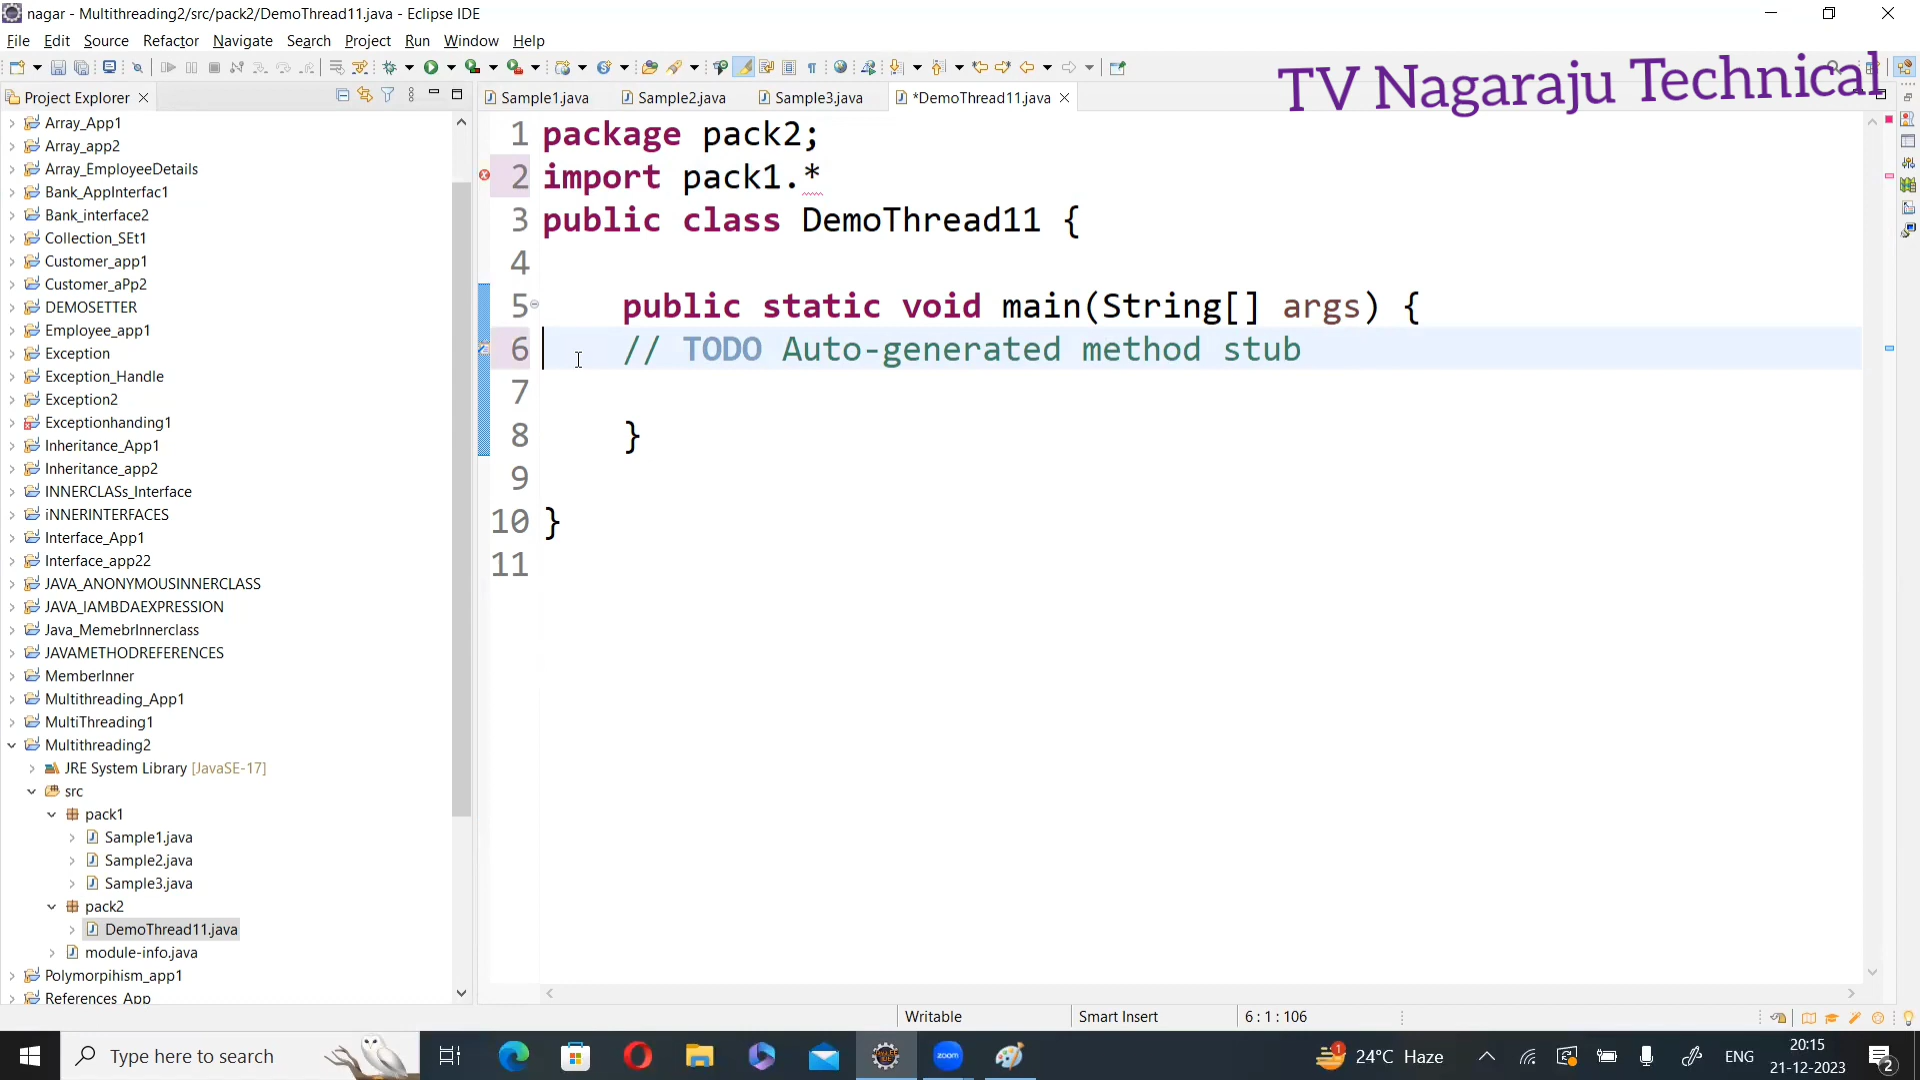 nagar - Multithreading2/src/pack2/DemoThread11.java - Eclipse IDE
File Edit Source Refactor Navigate Search Project Run Window Help
TV Nagaraju Technical
Project Explorer
Sample1.java Sample2.java Sample3.java *DemoThread11.java
Array_App1
Array_app2
Array_EmployeeDetails
Bank_AppInterfac1
Bank_interface2
Collection_SEt1
Customer_app1
Customer_aPp2
DEMOSETTER
Employee_app1
Exception
Exception_Handle
Exception2
Exceptionhanding1
Inheritance_App1
Inheritance_app2
INNERCLASs_Interface
iNNERINTERFACES
Interface_App1
Interface_app22
JAVA_ANONYMOUSINNERCLASS
JAVA_lAMBDAEXPRESSION
Java_MemebrInnerclass
JAVAMETHODREFERENCES
MemberInner
Multithreading_App1
MultiThreading1
Multithreading2
JRE System Library [JavaSE-17]
src
pack1
Sample1.java
Sample2.java
Sample3.java
pack2
DemoThread11.java
module-info.java
Polymorpihism_app1
References_App
1 package pack2;
2 import pack1.*
3 public class DemoThread11 {
4
5 public static void main(String[] args) {
6 // TODO Auto-generated method stub
7
8 }
9
10 }
11
Writable Smart Insert 6 : 1 : 106
Type here to search
zoom
1 24°C Haze
ENG
20:15
21-12-2023
2